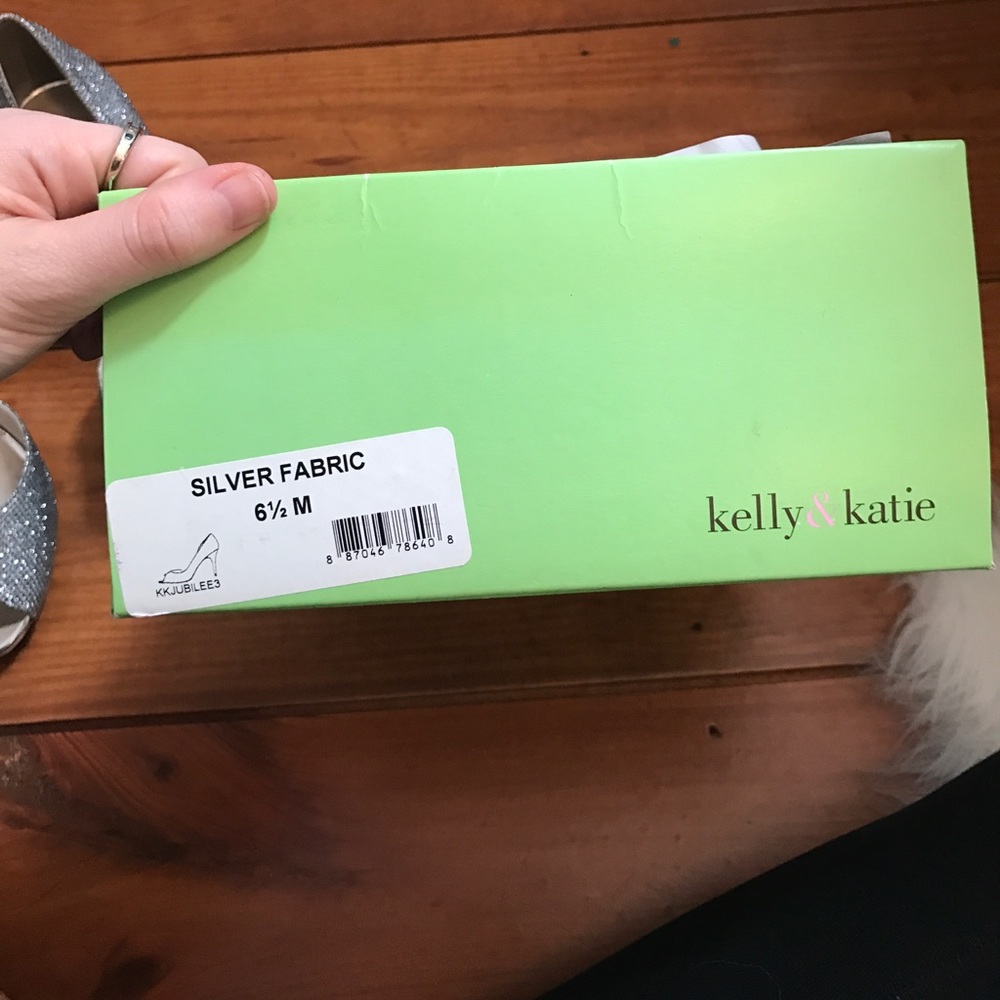 SILVER FABRIC
6½ M
8 87046 78640 8
KKJUBILEE3
kelly & katie